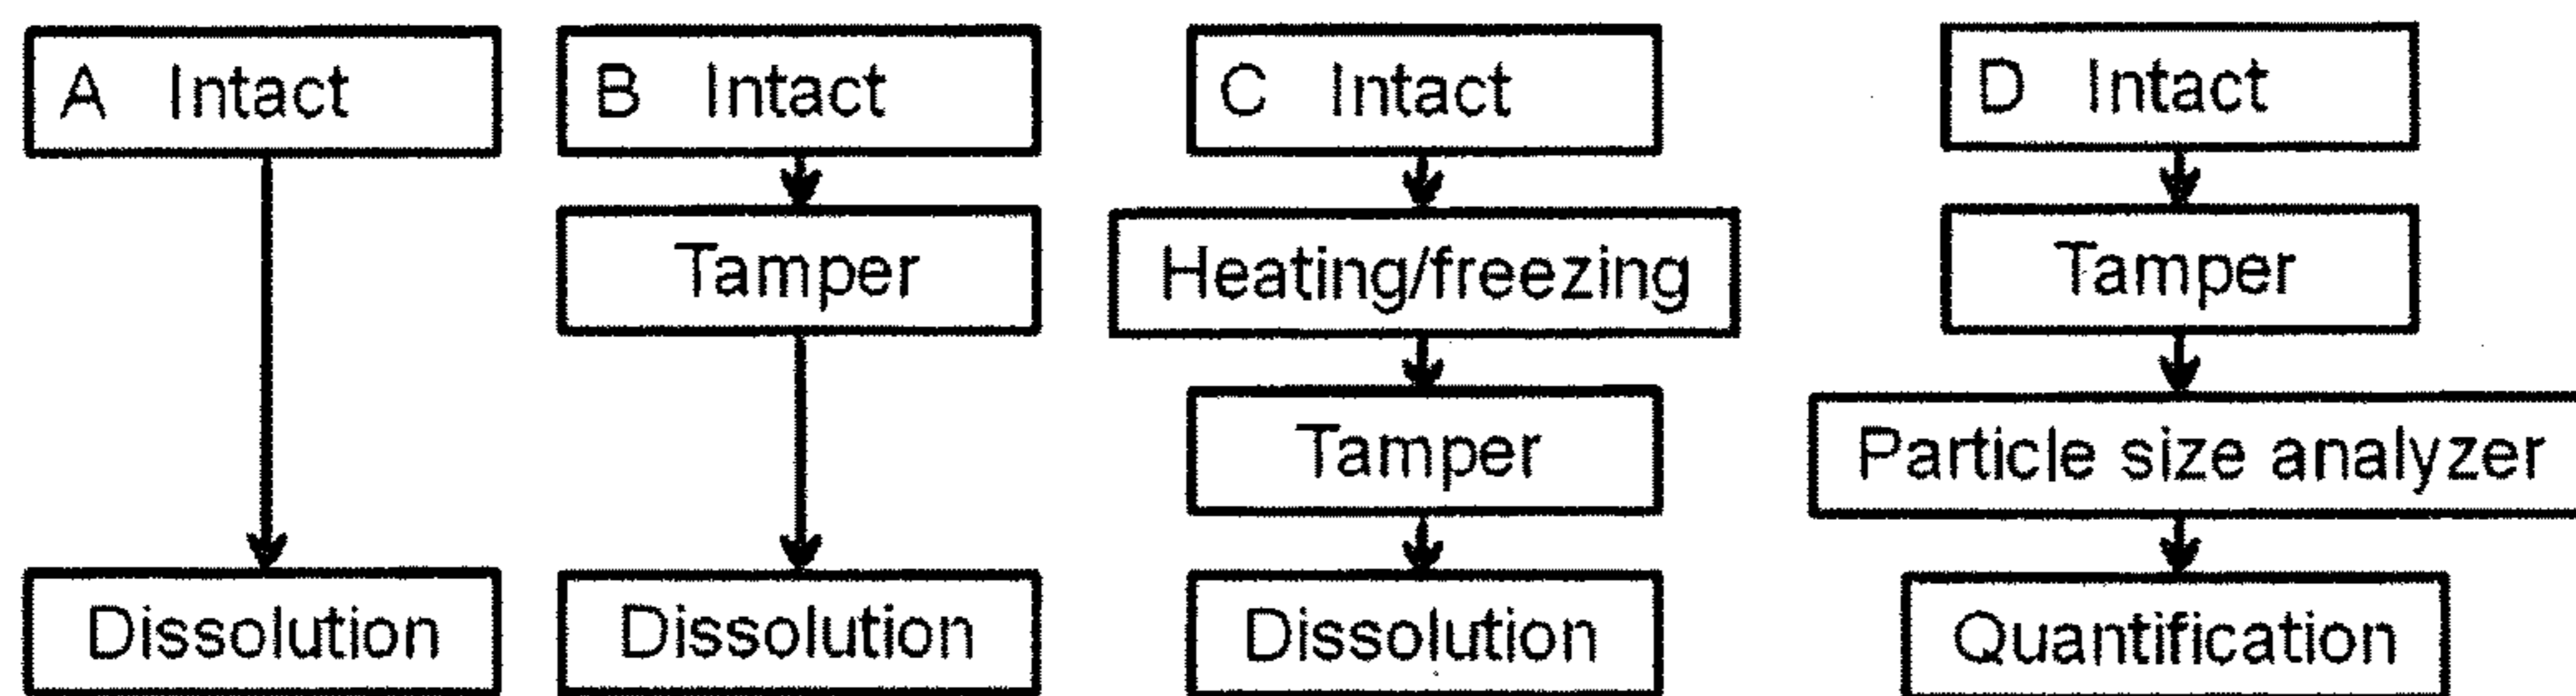 A Intact
B Intact
C Intact
D Intact
Tamper
Heating/freezing
Tamper
Tamper
Particle size analyzer
Dissolution
Dissolution
Dissolution
Quantification